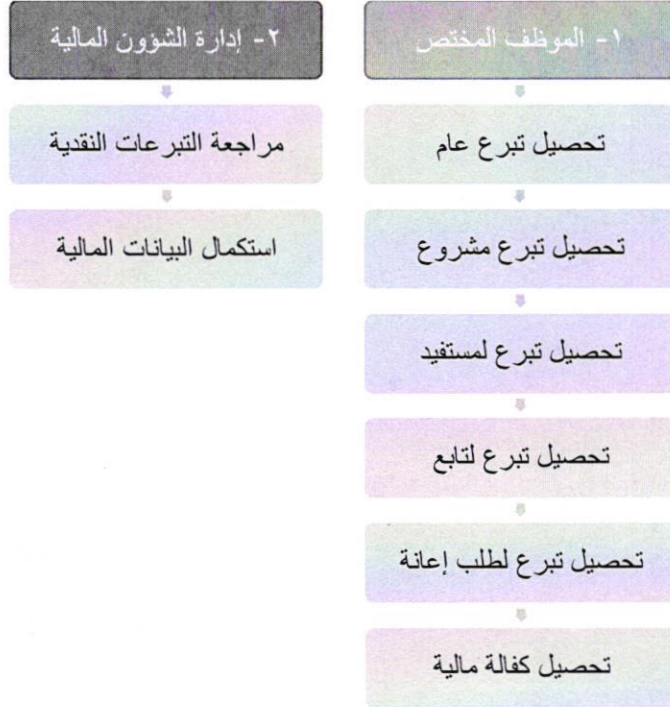 ١- الموظف المختص
تحصيل تبرع عام
تحصيل تبرع مشروع
تحصيل تبرع لمستفيد
تحصيل تبرع لتابع
تحصيل تبرع لطلب إعانة
تحصيل كفالة مالية
٢- إدارة الشؤون المالية
مراجعة التبرعات النقدية
استكمال البيانات المالية